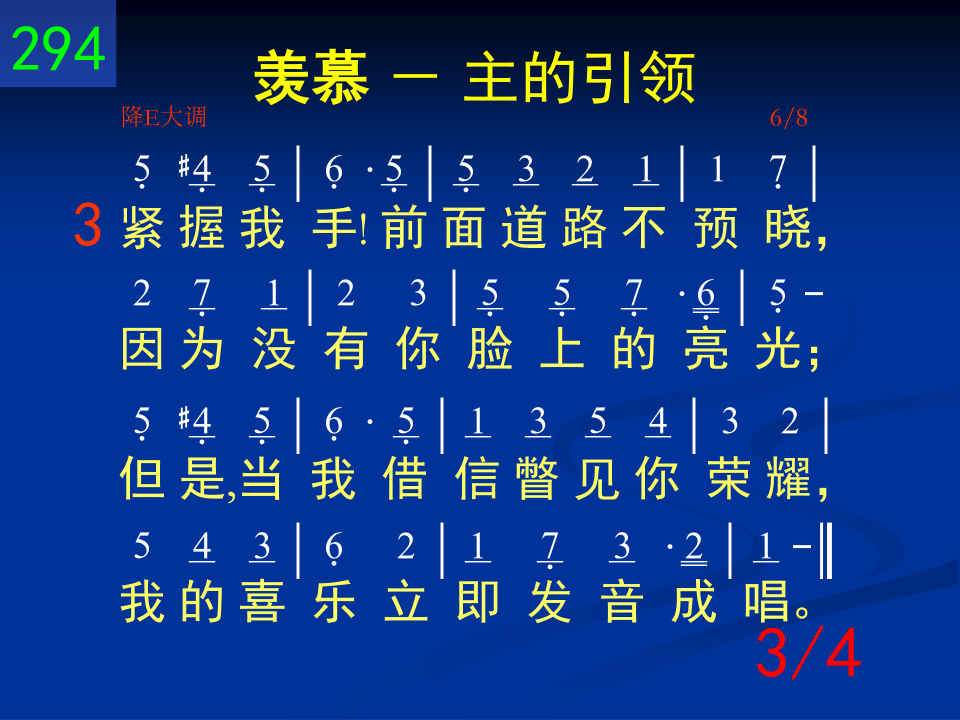 294
羡慕 － 主的引领
降E大调 6/8
5̣ #4̣ 5̣ | 6̣ · 5̣ | 5̣ 3 2 1 | 1 7̣ |
3 紧握我手!前面道路不预晓，
2 7̣ 1 | 2 3 | 5̣ 5̣ 7̣ · 6̣ | 5̣ －
因为没有你脸上的亮光；
5̣ #4̣ 5̣ | 6̣ · 5̣ | 1 3 5 4 | 3 2 |
但是,当我借信瞥见你荣耀，
5 4 3 | 6̣ 2 | 1 7̣ 3 · 2 | 1 － ‖
我的喜乐立即发音成唱。
3/4